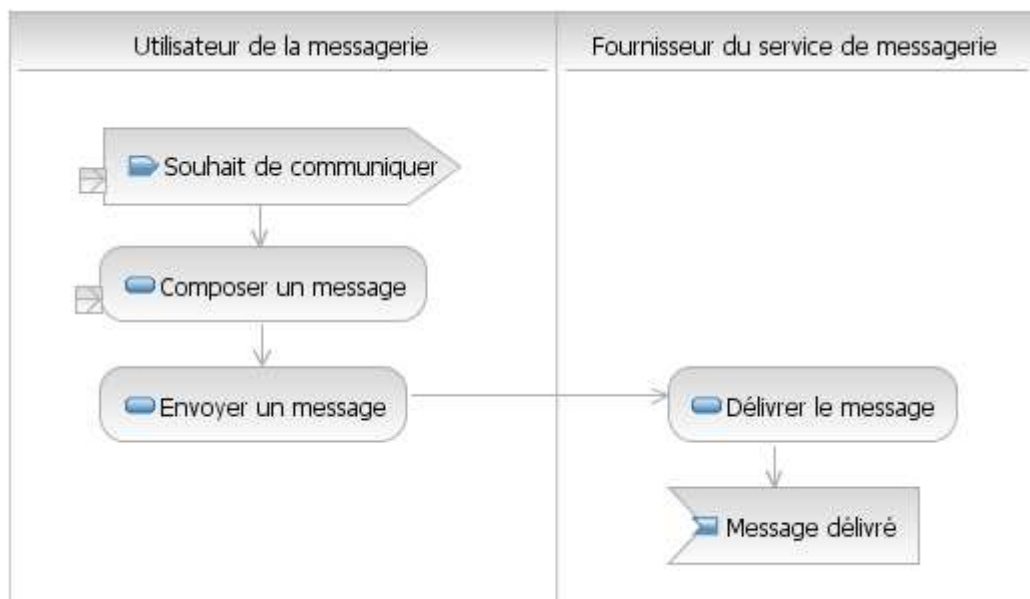 Utilisateur de la messagerie
Fournisseur du service de messagerie
Souhait de communiquer
Composer un message
Envoyer un message
Délivrer le message
Message délivré